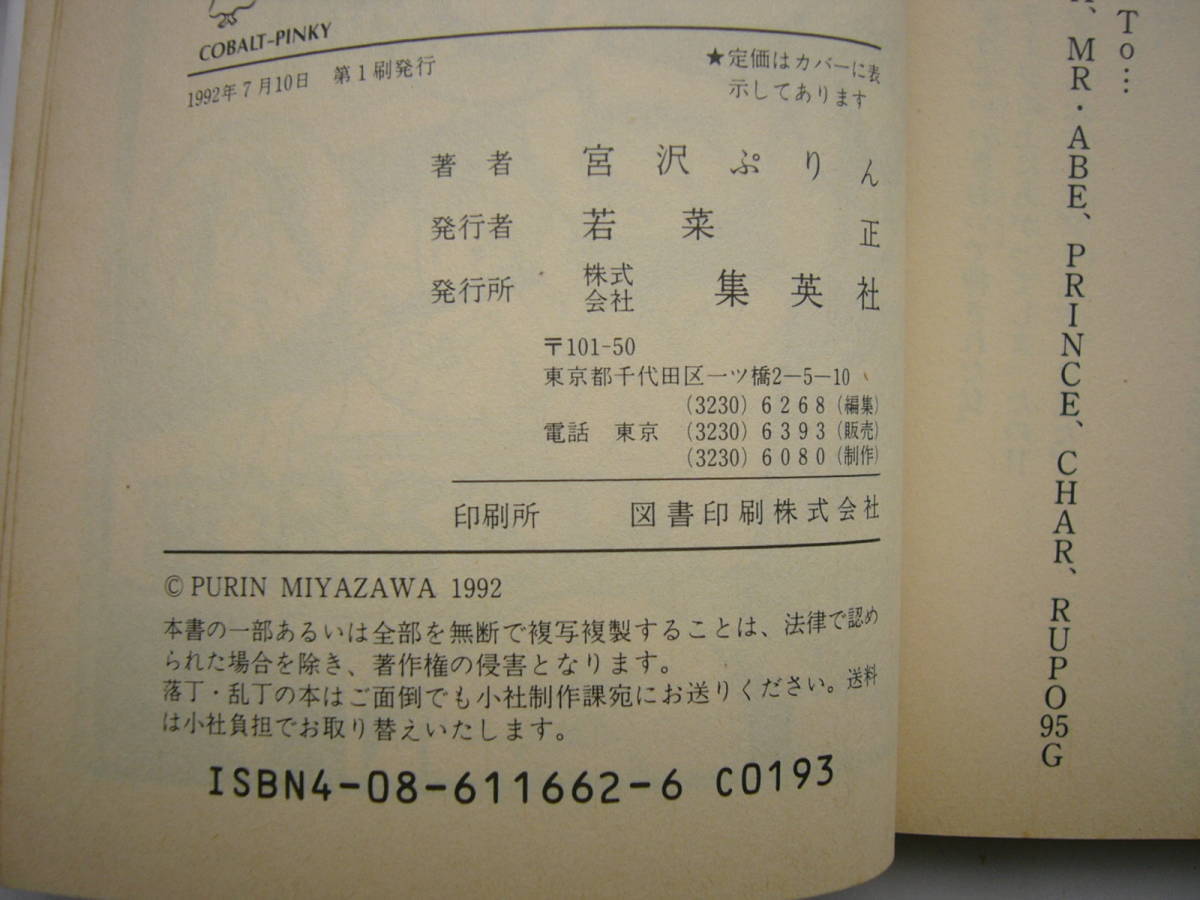 To…
MR・ABE、PRINCE、CHAR、RUPO95G
COBALT-PINKY
1992年7月10日　第1刷発行
★定価はカバーに表
示してあります
著者　宮沢ぷりん
発行者　若菜　正
発行所　株式会社　集英社
〒101-50
東京都千代田区一ツ橋2-5-10
(3230) 6268 (編集)
電話　東京　(3230) 6393 (販売)
(3230) 6080 (制作)
印刷所　図書印刷株式会社
© PURIN MIYAZAWA 1992
本書の一部あるいは全部を無断で複写複製することは、法律で認め
られた場合を除き、著作権の侵害となります。
落丁・乱丁の本はご面倒でも小社制作課宛にお送りください。送料
は小社負担でお取り替えいたします。
ISBN4-08-611662-6 C0193